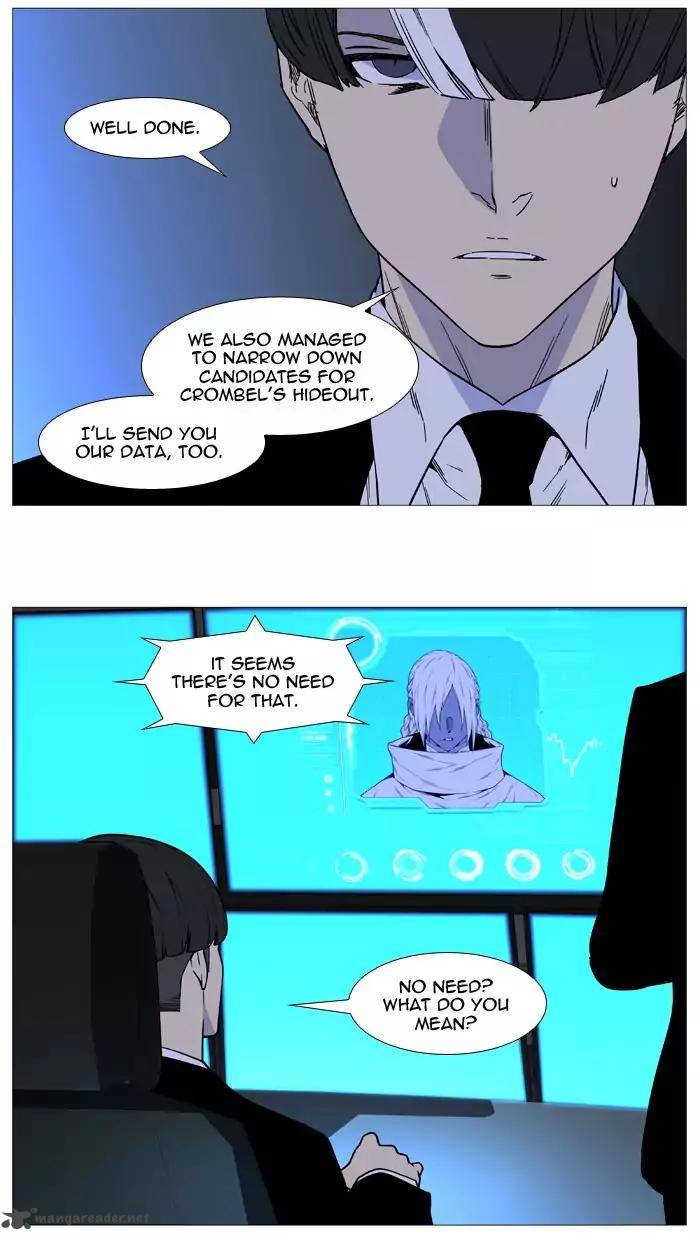 WELL DONE.
WE ALSO MANAGED
TO NARROW DOWN
CANDIDATES FOR
CROMBEL'S HIDEOUT.
I'LL SEND YOU
OUR DATA, TOO.
IT SEEMS
THERE'S NO NEED
FOR THAT.
NO NEED?
WHAT DO YOU
MEAN?
mangareader.net